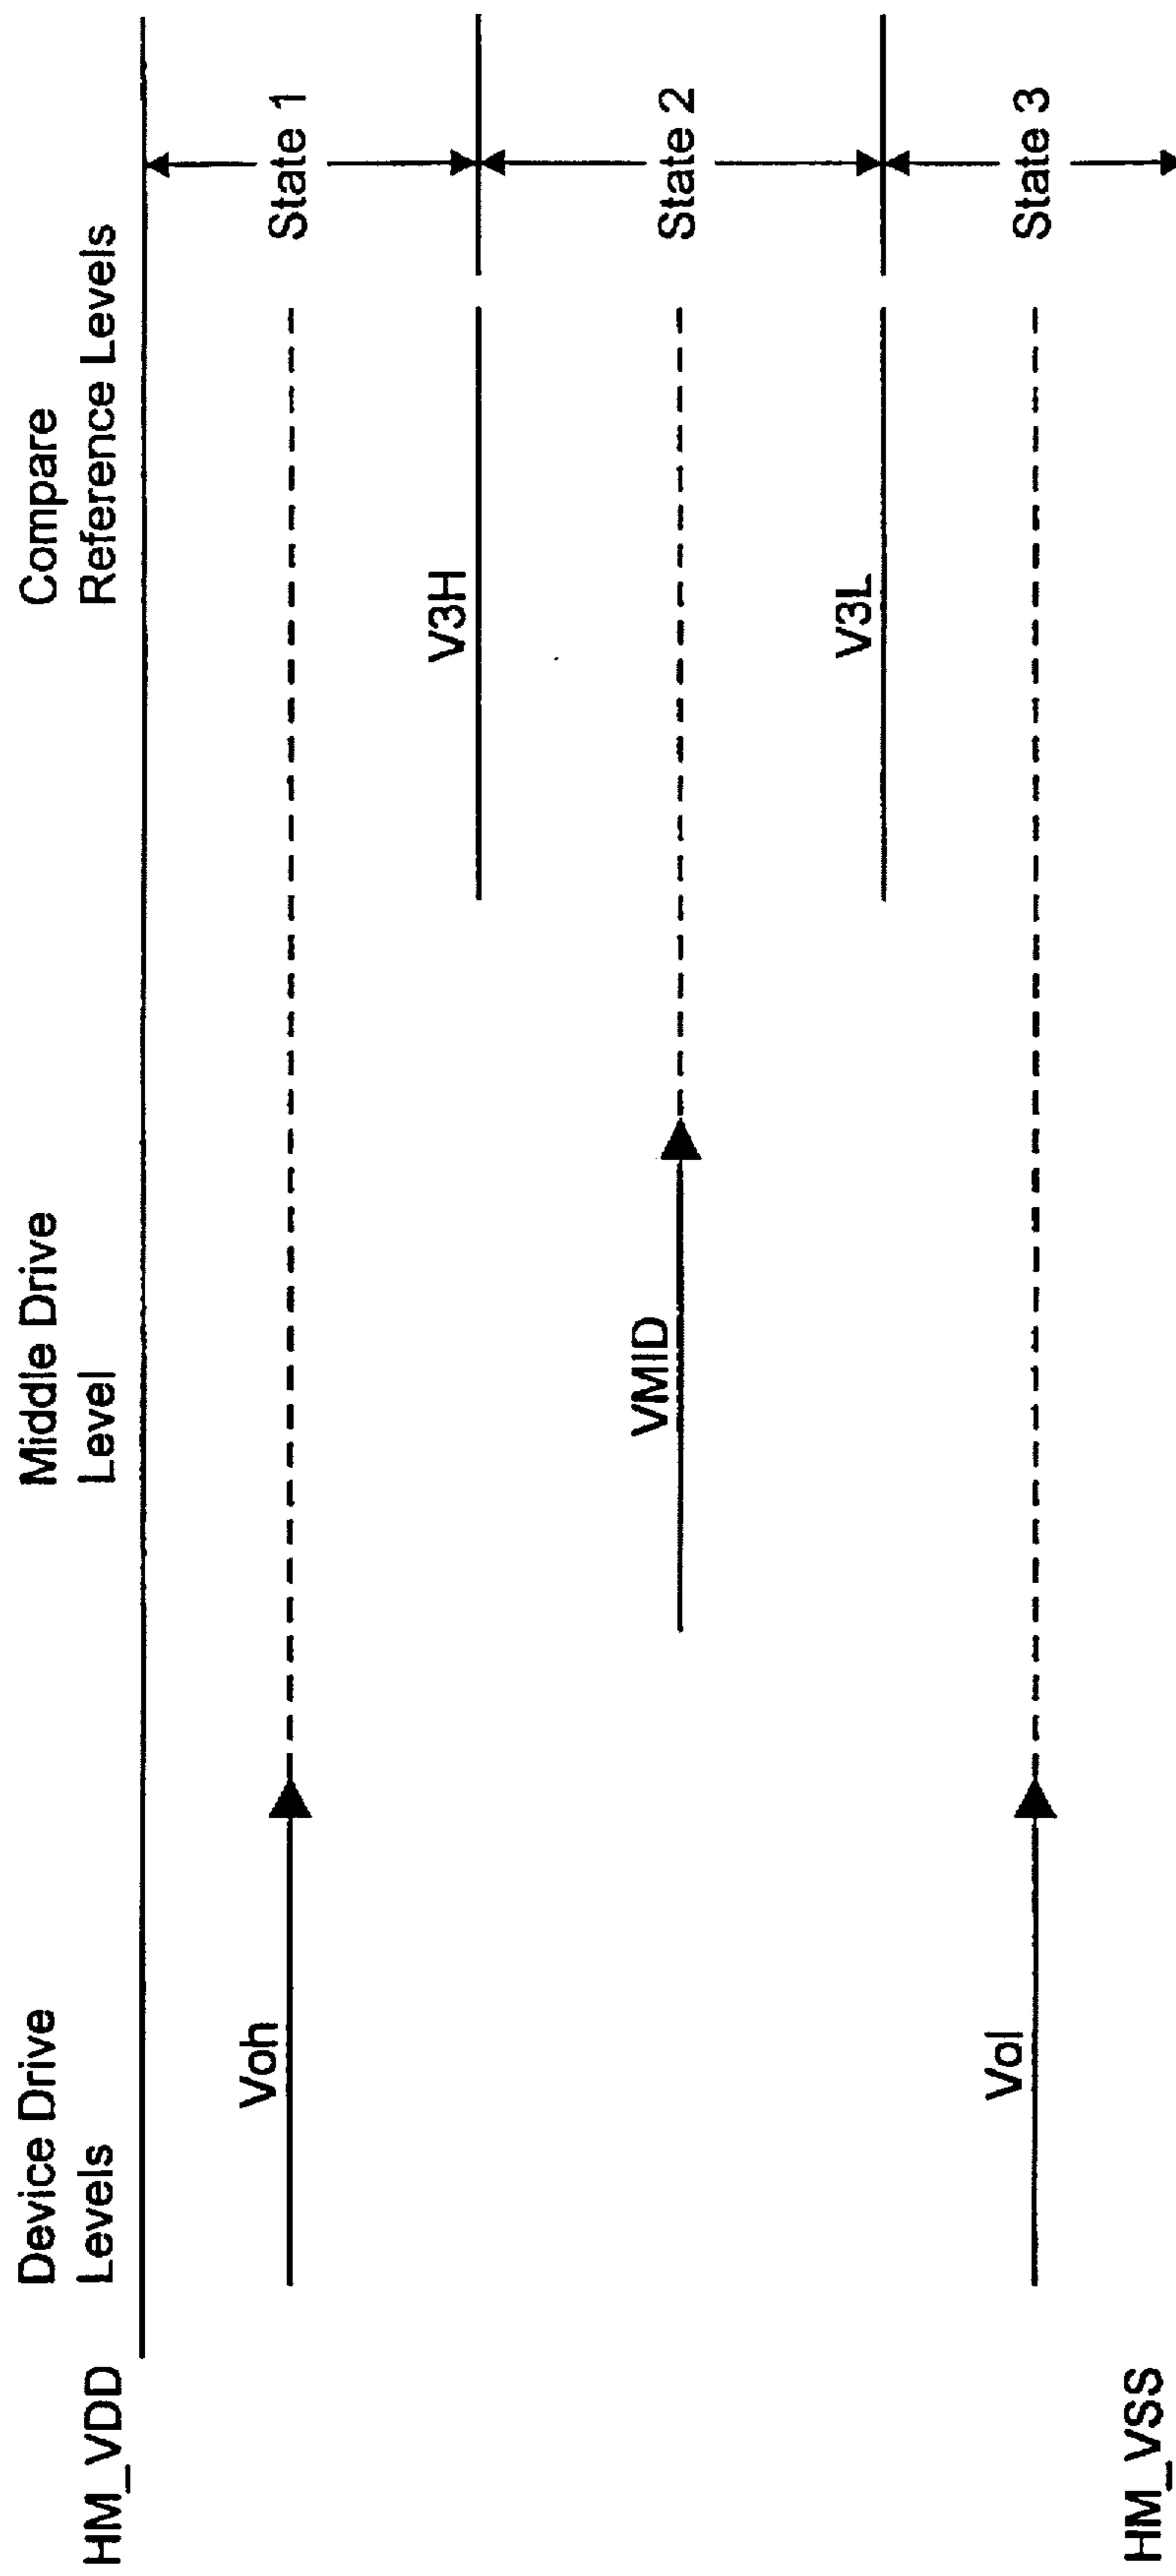 Device Drive
Levels
Middle Drive
Level
Compare
Reference Levels
HM_VDD
Voh
State 1
V3H
VMID
State 2
V3L
Vol
State 3
HM_VSS